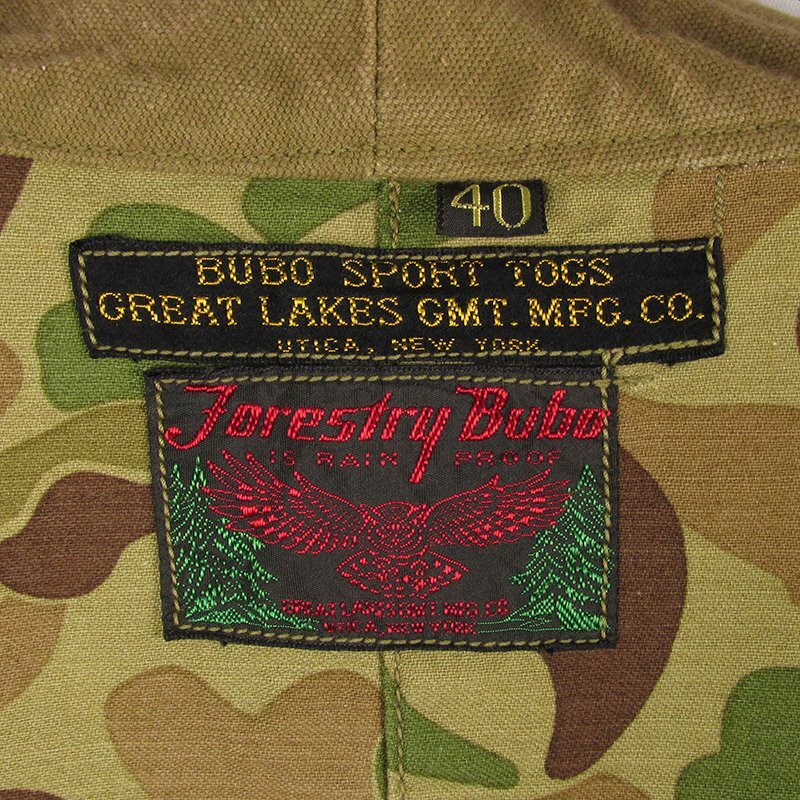 40
BUBO SPORT TOGS
GREAT LAKES GMT. MFG. CO.
UTICA, NEW YORK
Forestry Bubo
IS RAIN PROOF
GREAT LAKES GMT. MFG. CO
UTICA, NEW YORK